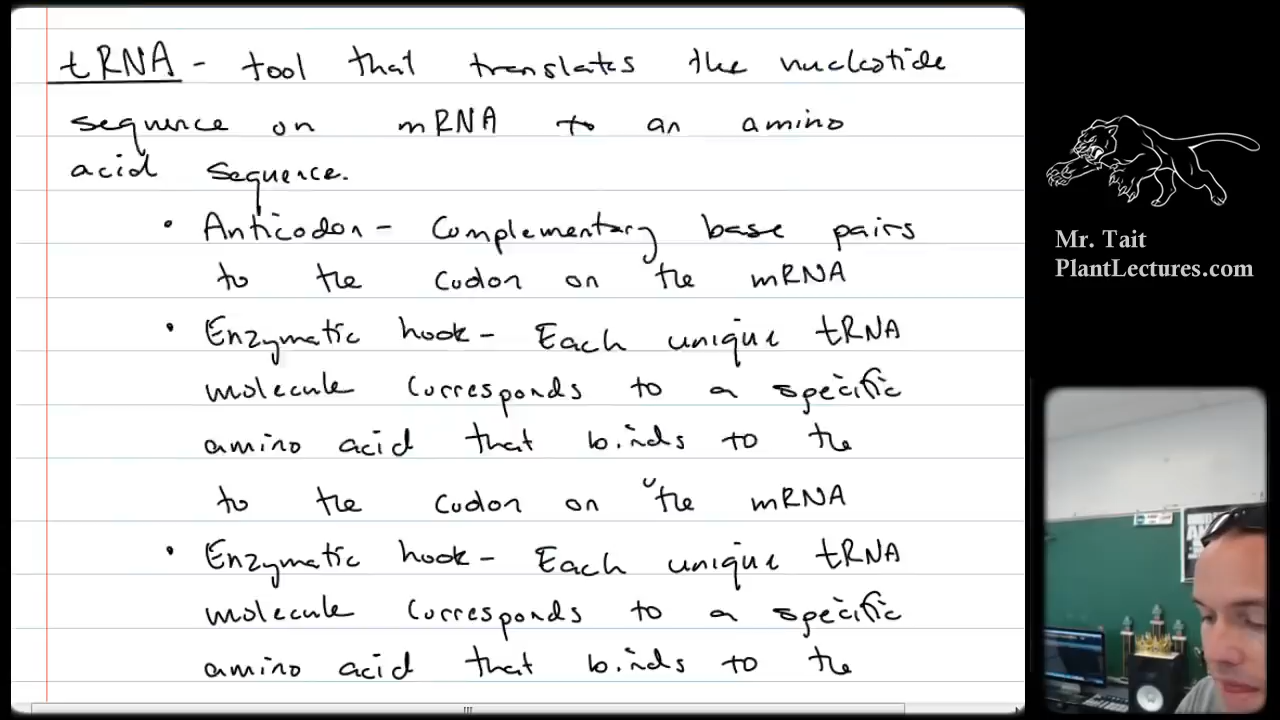 tRNA - tool that translates the nucleotide
sequence on mRNA to an amino
acid sequence.
• Anticodon - Complementary base pairs
to the codon on the mRNA
• Enzymatic hook - Each unique tRNA
molecule corresponds to a specific
amino acid that binds to the
to the codon on the mRNA
• Enzymatic hook - Each unique tRNA
molecule corresponds to a specific
amino acid that binds to the
Mr. Tait
PlantLectures.com